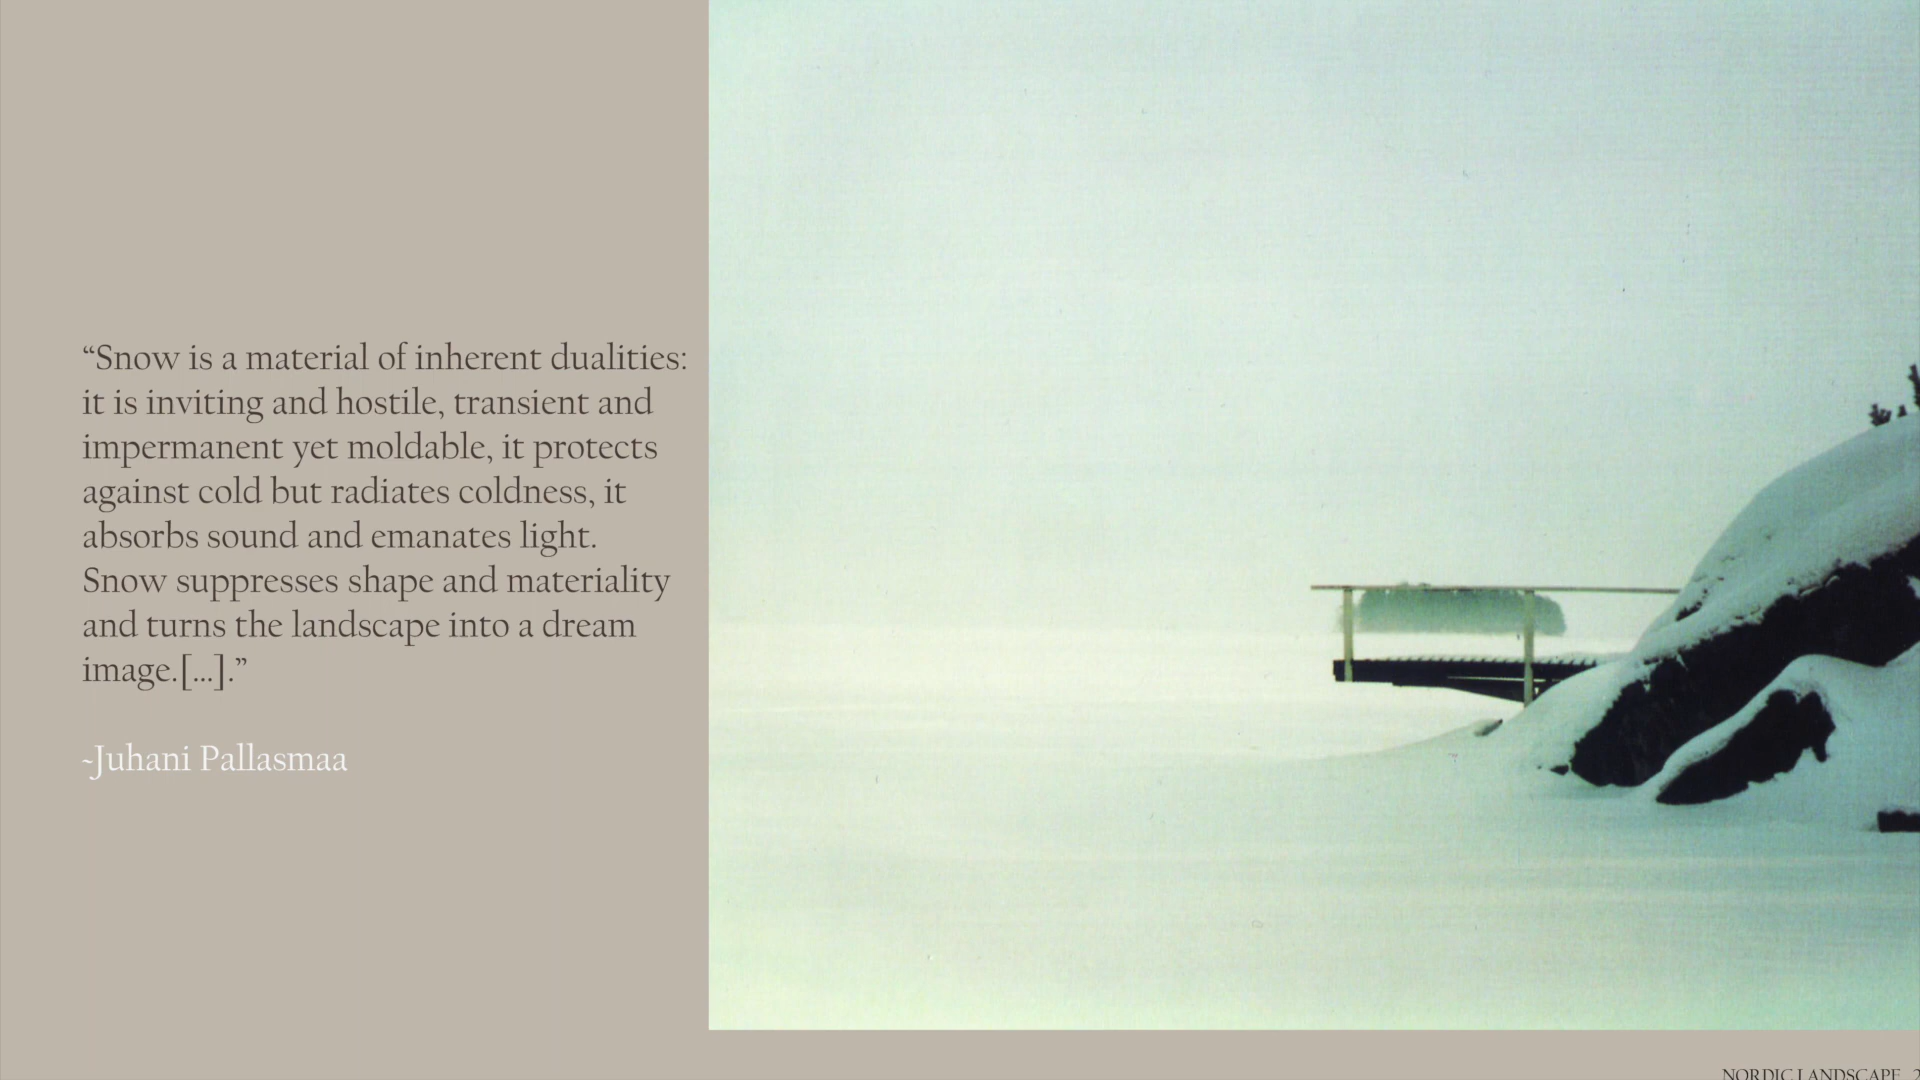 “Snow is a material of inherent dualities:
it is inviting and hostile, transient and
impermanent yet moldable, it protects
against cold but radiates coldness, it
absorbs sound and emanates light.
Snow suppresses shape and materiality
and turns the landscape into a dream
image.[...].”
~Juhani Pallasmaa
NORDIC LANDSCAPE 2